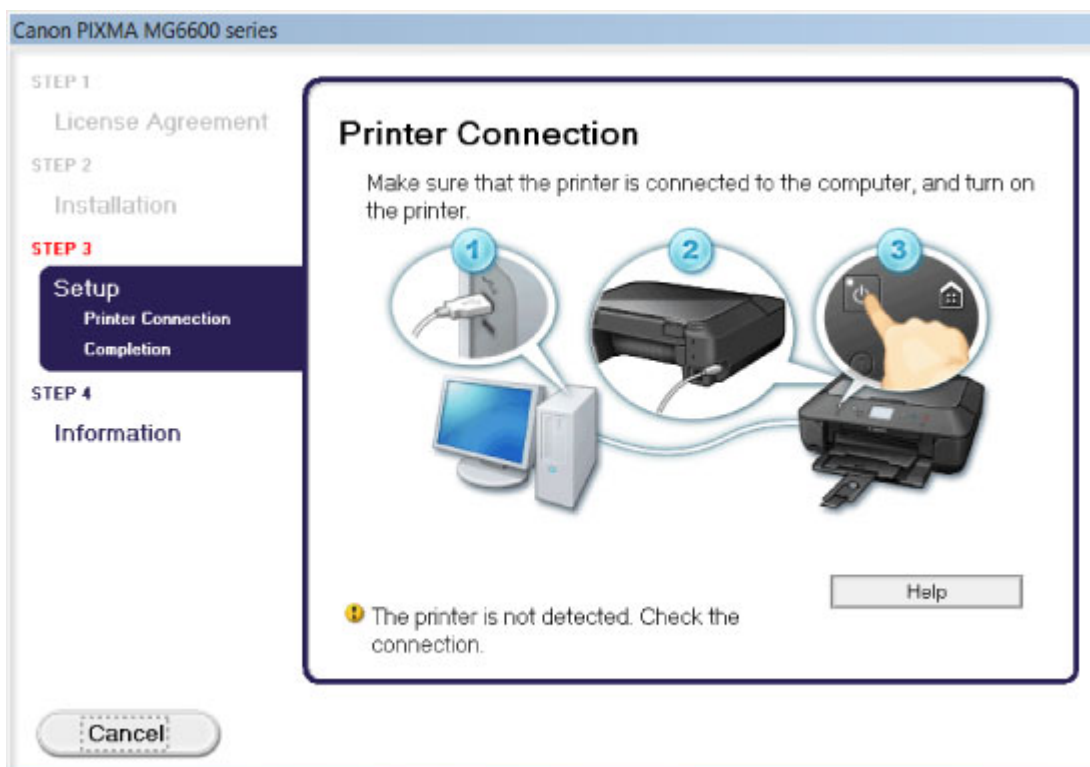 Canon PIXMA MG6600 series
STEP 1
License Agreement
STEP 2
Installation
STEP 3
Setup
Printer Connection
Completion
STEP 4
Information
Printer Connection
Make sure that the printer is connected to the computer, and turn on
the printer.
1
2
3
Help
The printer is not detected. Check the
connection.
Cancel